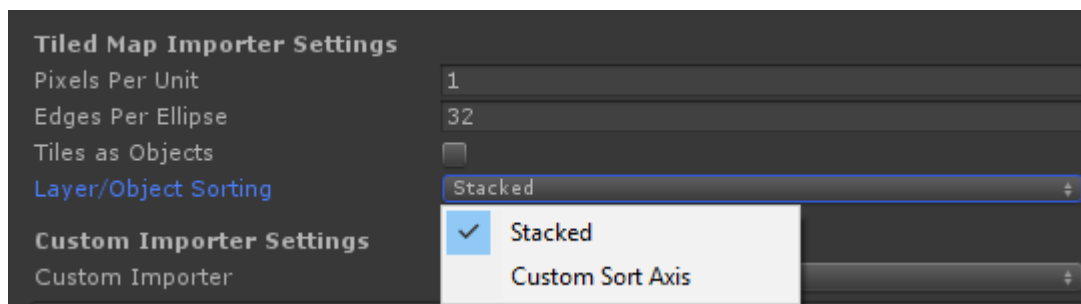 Tiled Map Importer Settings
Pixels Per Unit 1
Edges Per Ellipse 32
Tiles as Objects
Layer/Object Sorting Stacked
Stacked
Custom Importer Settings
Custom Importer Custom Sort Axis